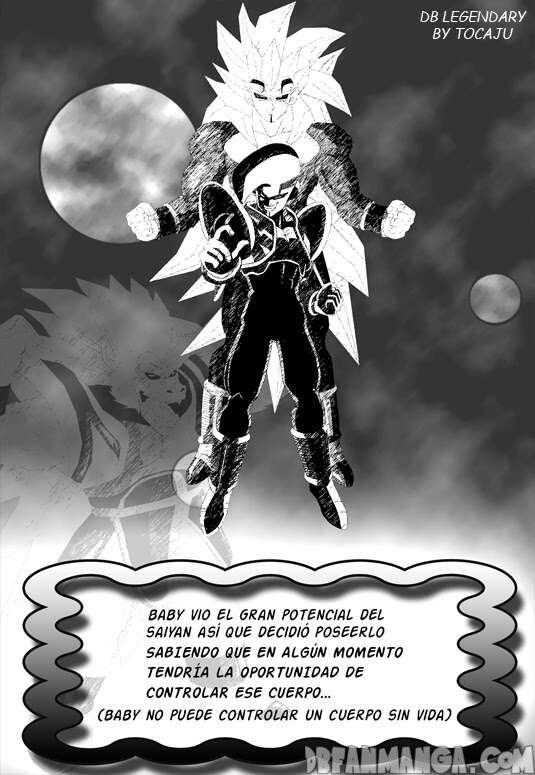 DB LEGENDARY
BY TOCAJU
BABY VIO EL GRAN POTENCIAL DEL
SAIYAN ASÍ QUE DECIDIÓ POSEERLO
SABIENDO QUE EN ALGÚN MOMENTO
TENDRÍA LA OPORTUNIDAD DE
CONTROLAR ESE CUERPO...
(BABY NO PUEDE CONTROLAR UN CUERPO SIN VIDA)
DBFANMANGA.COM